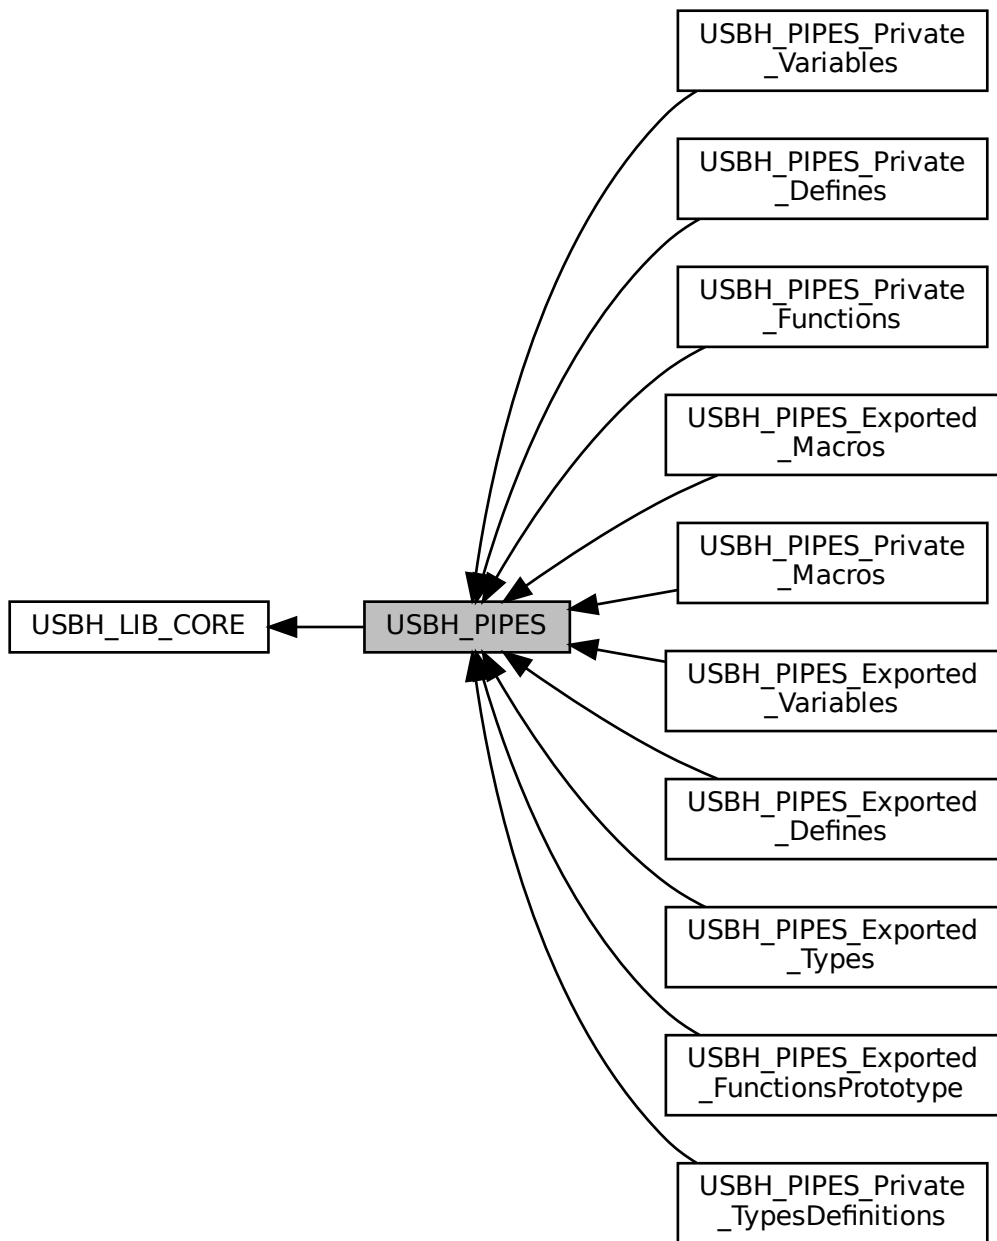 USBH_PIPES_Private
_Variables
USBH_PIPES_Private
_Defines
USBH_PIPES_Private
_Functions
USBH_PIPES_Exported
_Macros
USBH_PIPES_Private
_Macros
USBH_LIB_CORE
USBH_PIPES
USBH_PIPES_Exported
_Variables
USBH_PIPES_Exported
_Defines
USBH_PIPES_Exported
_Types
USBH_PIPES_Exported
_FunctionsPrototype
USBH_PIPES_Private
_TypesDefinitions